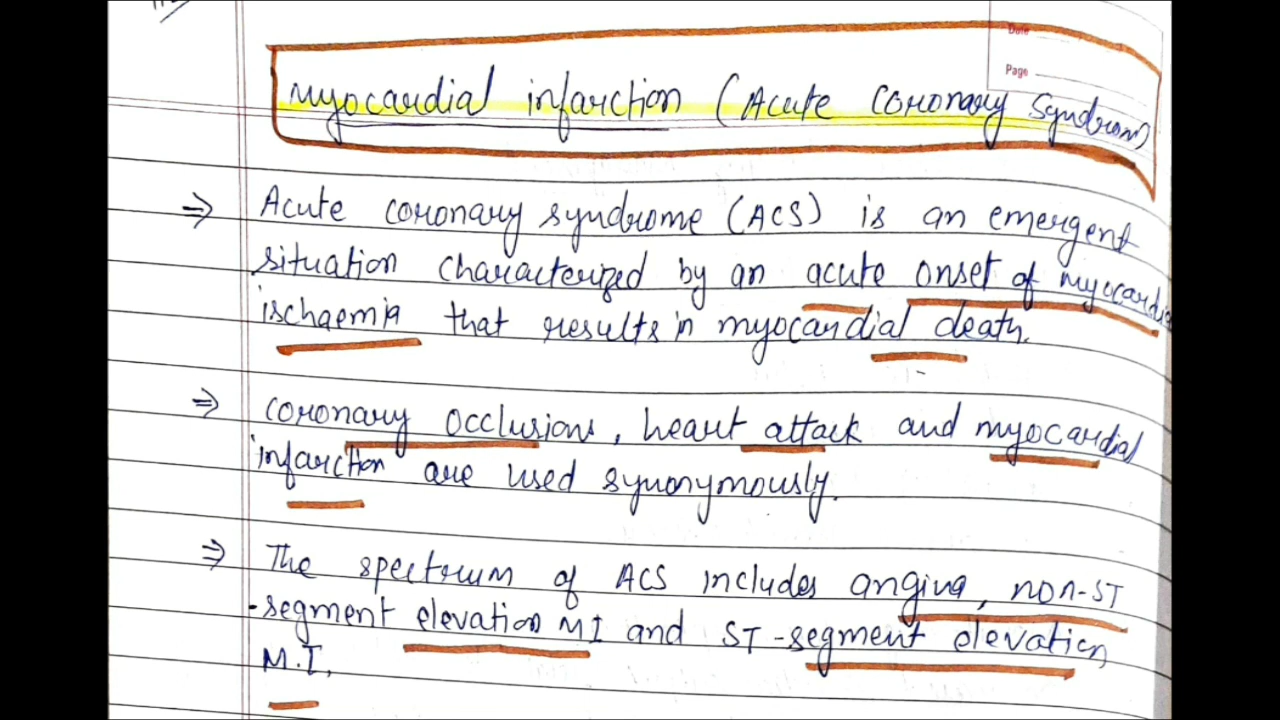 Date
Page
Myocardial infarction (Acute Coronary Syndrom)
⇒ Acute coronary syndrome (ACS) is an emergent
situation characterized by an acute onset of myocardia
ischaemia that results in myocardial death.
⇒ Coronary occlusions, heart attack and myocardial
infarction are used synonymously.
⇒ The spectrum of ACS includes angina, non-ST
-segment elevation MI and ST-segment elevation
M.I.